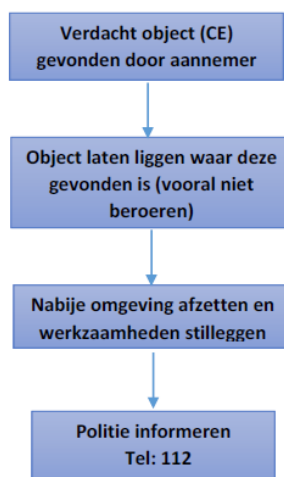 Verdacht object (CE)
gevonden door aannemer
Object laten liggen waar deze
gevonden is (vooral niet
beroeren)
Nabije omgeving afzetten en
werkzaamheden stilleggen
Politie informeren
Tel: 112